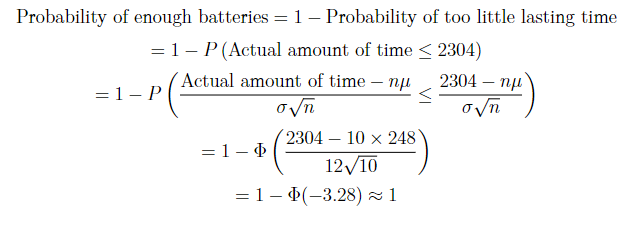 Probability of enough batteries = 1 − Probability of too little lasting time
= 1 − P (Actual amount of time ≤ 2304)
= 1 − P ( (Actual amount of time − nμ) / (σ√n) ≤ (2304 − nμ) / (σ√n) )
= 1 − Φ ( (2304 − 10 × 248) / (12√10) )
= 1 − Φ(−3.28) ≈ 1